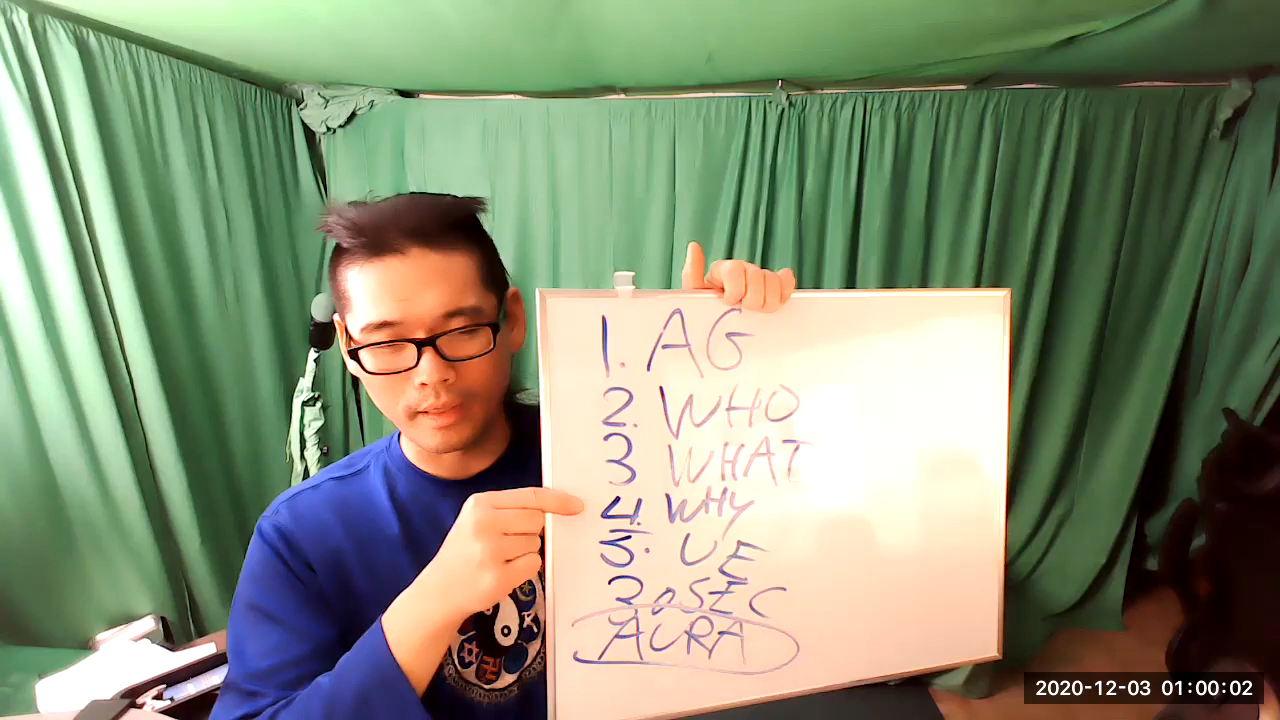 1. AG
2. WHO
3 WHAT
4. WHY
5. UE
20SEC
AURA
2020-12-03 01:00:02